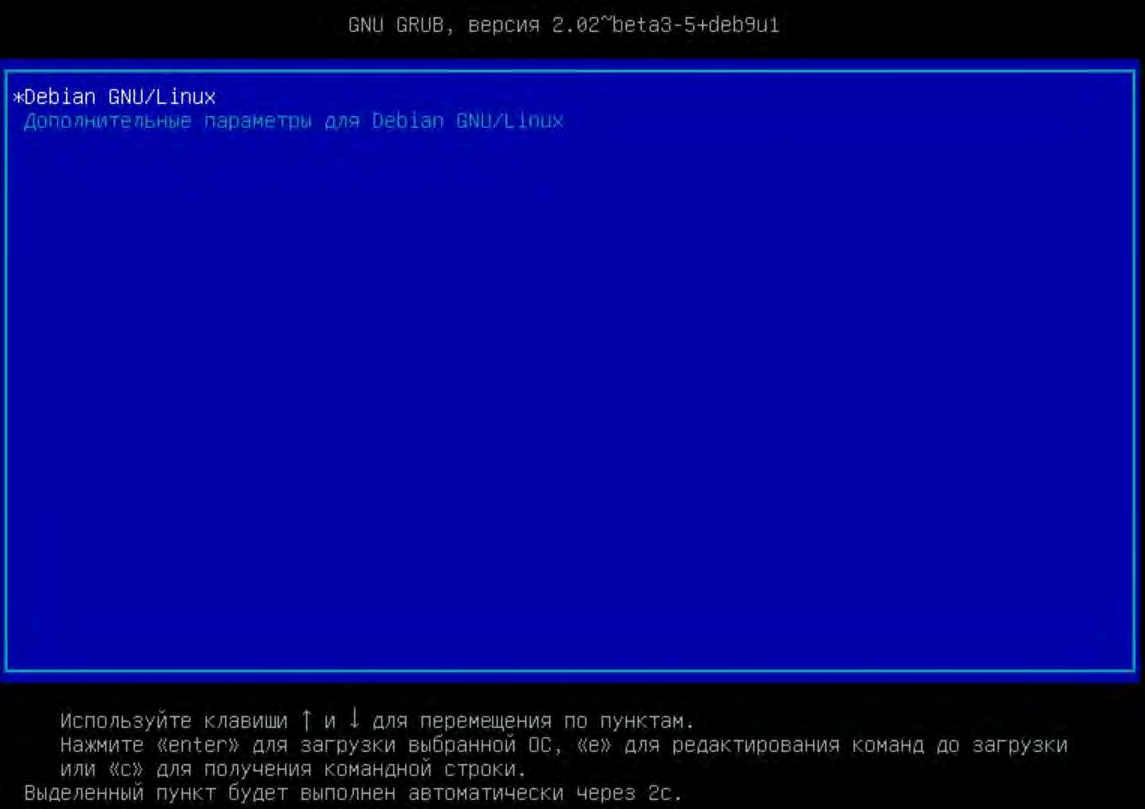 GNU GRUB, версия 2.02~beta3-5+deb9u1
*Debian GNU/Linux
Дополнительные параметры для Debian GNU/Linux
Используйте клавиши ↑ и ↓ для перемещения по пунктам.
Нажмите «enter» для загрузки выбранной ОС, «e» для редактирования команд до загрузки
или «c» для получения командной строки.
Выделенный пункт будет выполнен автоматически через 2с.